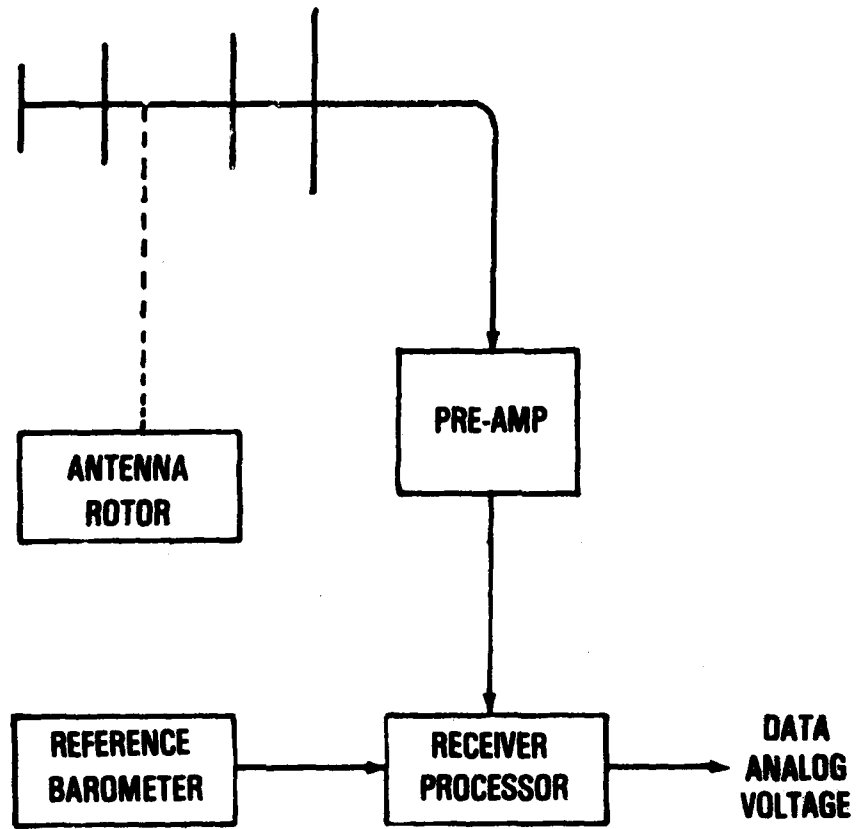 PRE-AMP
ANTENNA
ROTOR
REFERENCE
BAROMETER
RECEIVER
PROCESSOR
DATA
ANALOG
VOLTAGE